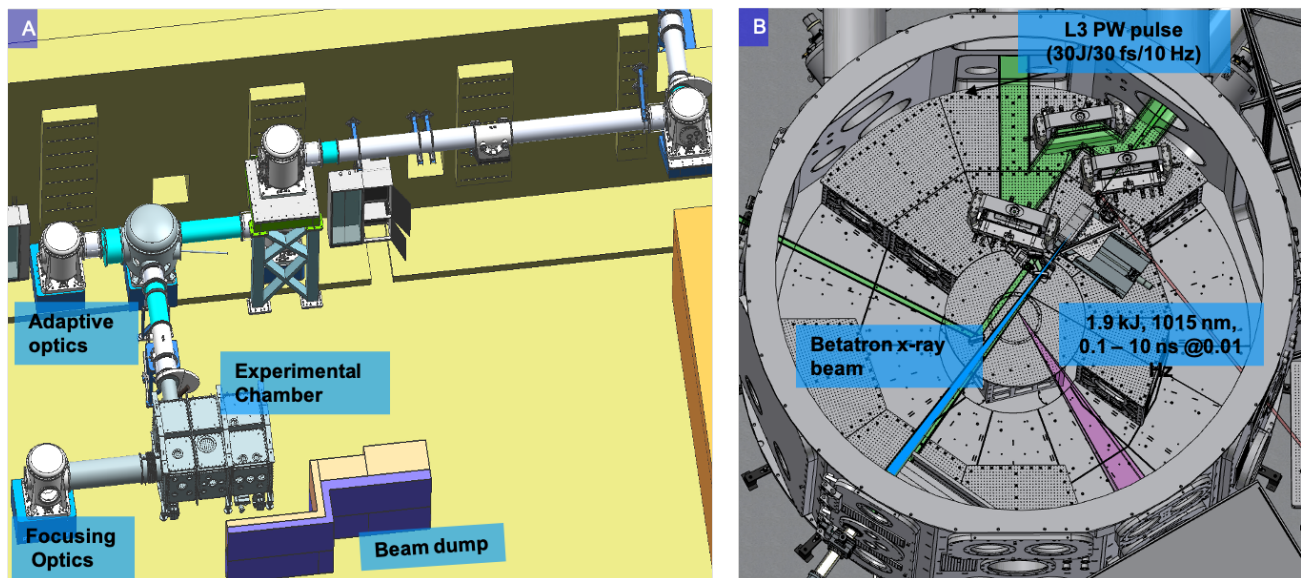 A
Adaptive
optics
Experimental
Chamber
Focusing
Optics
Beam dump
B
L3 PW pulse
(30J/30 fs/10 Hz)
Betatron x-ray
beam
1.9 kJ, 1015 nm,
0.1 – 10 ns @0.01
Hz